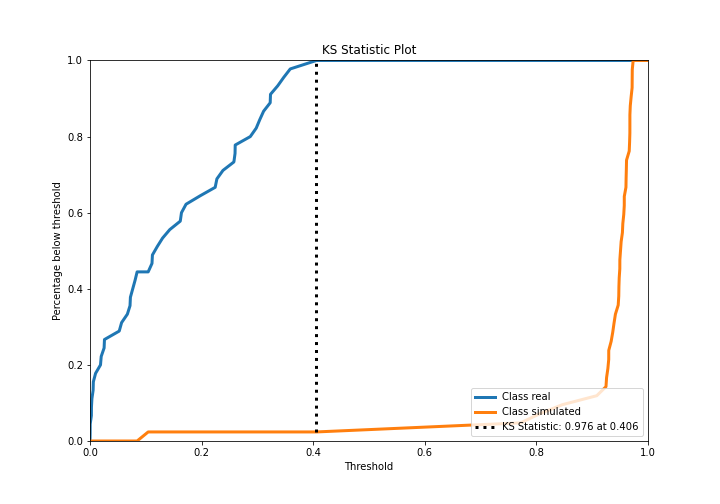 KS Statistic Plot
1.0
0.8
0.6
0.4
0.2
0.0
Percentage below threshold
Class real
Class simulated
KS Statistic: 0.976 at 0.406
0.0 0.2 0.4 0.6 0.8 1.0
Threshold